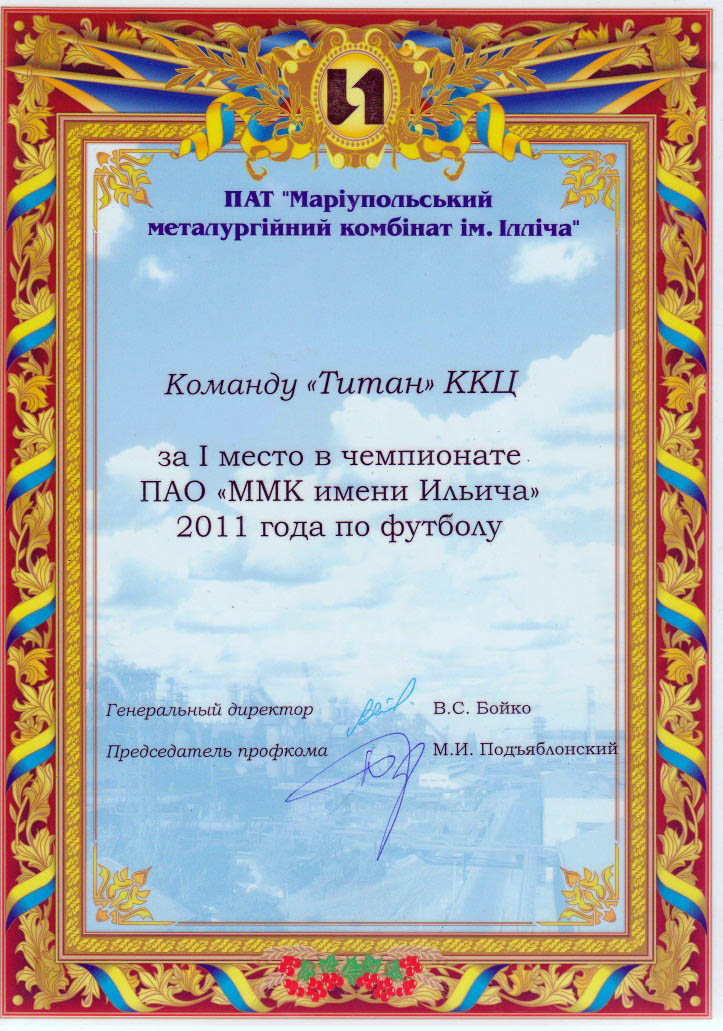 ПАТ "Маріупольський
металургійний комбінат ім. Ілліча"
Команду «Титан» ККЦ
за I место в чемпионате
ПАО «ММК имени Ильича»
2011 года по футболу
Генеральный директор В.С. Бойко
Председатель профкома М.И. Подъяблонский